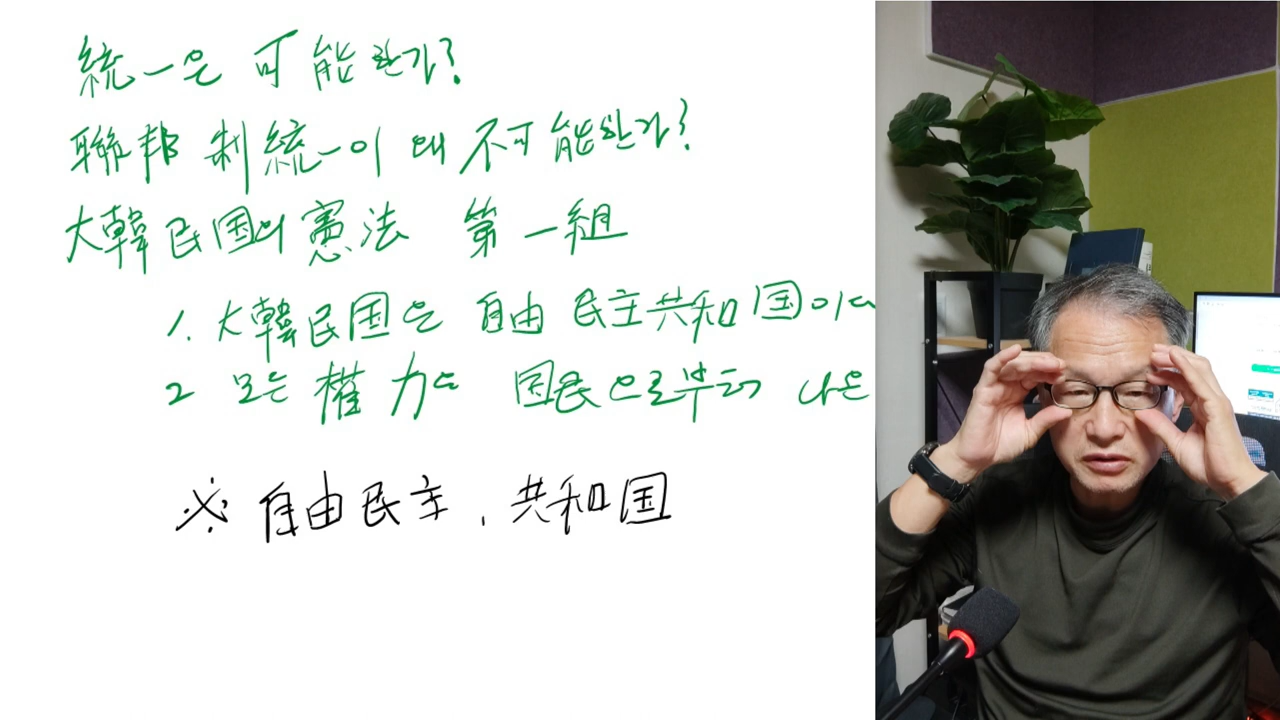 統一은 可能한가?
聯邦制統一이 왜 不可能한가?
大韓民国의 憲法 第一組
1. 大韓民国은 自由民主共和国이다
2 모든 權力은 国民으로부터 나온
※ 自由民主, 共和国